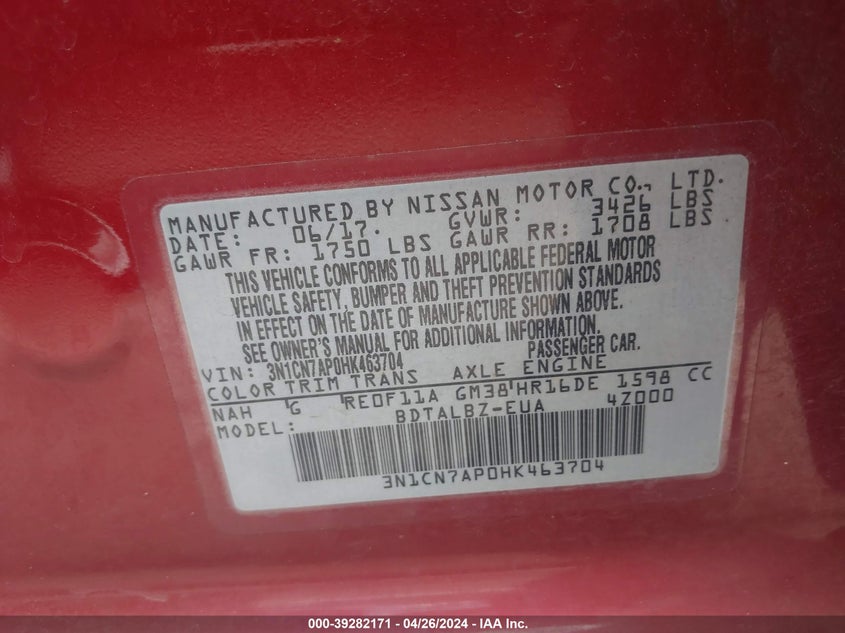 MANUFACTURED BY NISSAN MOTOR CO., LTD.
DATE: 06/17. GVWR: 3426 LBS
GAWR FR: 1750 LBS GAWR RR: 1708 LBS
THIS VEHICLE CONFORMS TO ALL APPLICABLE FEDERAL MOTOR
VEHICLE SAFETY, BUMPER AND THEFT PREVENTION STANDARDS
IN EFFECT ON THE DATE OF MANUFACTURE SHOWN ABOVE.
SEE OWNER'S MANUAL FOR ADDITIONAL INFORMATION.
VIN: 3N1CN7AP0HK463704 PASSENGER CAR.
COLOR TRIM TRANS AXLE ENGINE
NAH G RE0F11A GM38 HR16DE 1598 CC
MODEL: BDTALBZ-EUA 4Z000
3N1CN7AP0HK463704
000-39282171 - 04/26/2024 - IAA Inc.